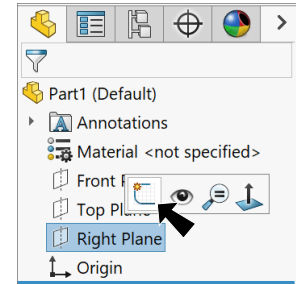 Part1 (Default)
Annotations
Material <not specified>
Front
Top Plane
Right Plane
Origin